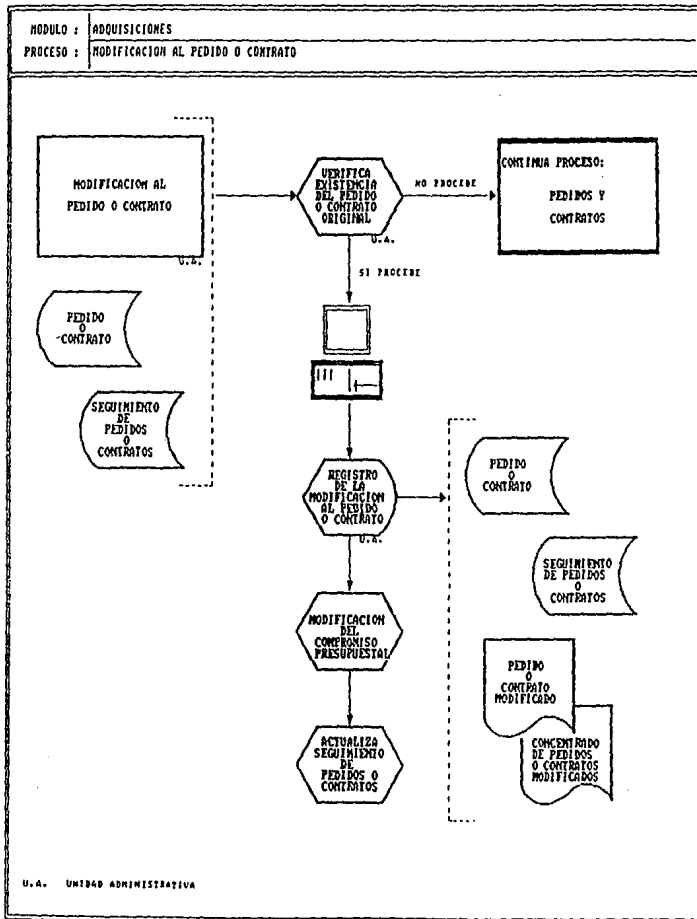 MODULO : ADQUISICIONES
PROCESO : MODIFICACION AL PEDIDO O CONTRATO
MODIFICACION AL
PEDIDO O CONTRATO
U.A.
PEDIDO
O
CONTRATO
SEGUIMIENTO
DE
PEDIDOS
O
CONTRATOS
VERIFICA
EXISTENCIA
DEL PEDIDO
O CONTRATO
ORIGINAL
U.A.
NO PROCEDE
CONTINUA PROCESO:
PEDIDOS Y
CONTRATOS
SI PROCEDE
REGISTRO
DE LA
MODIFICACION
AL PEDIDO
O CONTRATO
U.A.
MODIFICACION
DEL
COMPROMISO
PRESUPUESTAL
ACTUALIZA
SEGUIMIENTO
DE
PEDIDOS O
CONTRATOS
PEDIDO
O
CONTRATO
SEGUIMIENTO
DE PEDIDOS
O
CONTRATOS
PEDIDO
O
CONTRATO
MODIFICADO
CONCENTRADO
DE PEDIDOS
O CONTRATOS
MODIFICADOS
U.A. UNIDAD ADMINISTRATIVA